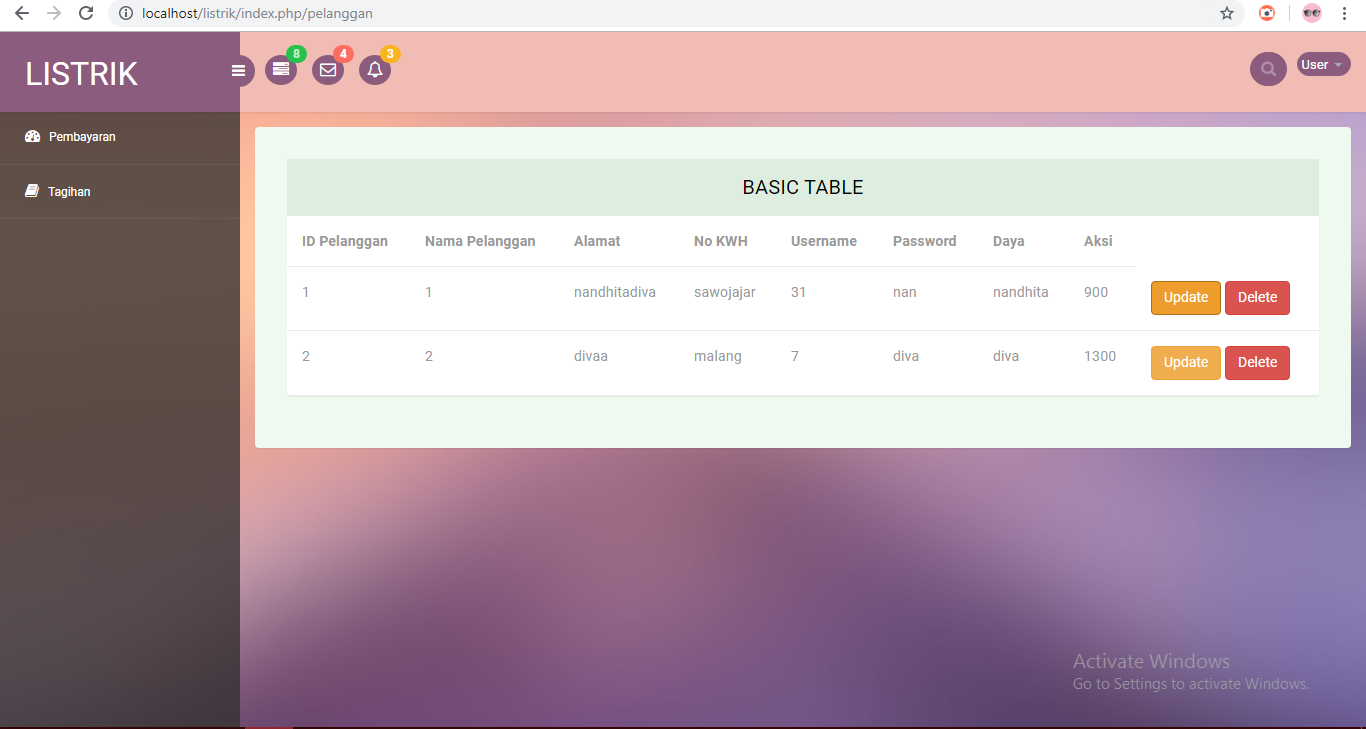 localhost/listrik/index.php/pelanggan
LISTRIK
8
4
3
User
Pembayaran
Tagihan
BASIC TABLE
ID Pelanggan Nama Pelanggan Alamat No KWH Username Password Daya Aksi
1 1 nandhitadiva sawojajar 31 nan nandhita 900 Update Delete
2 2 divaa malang 7 diva diva 1300 Update Delete
Activate Windows
Go to Settings to activate Windows.